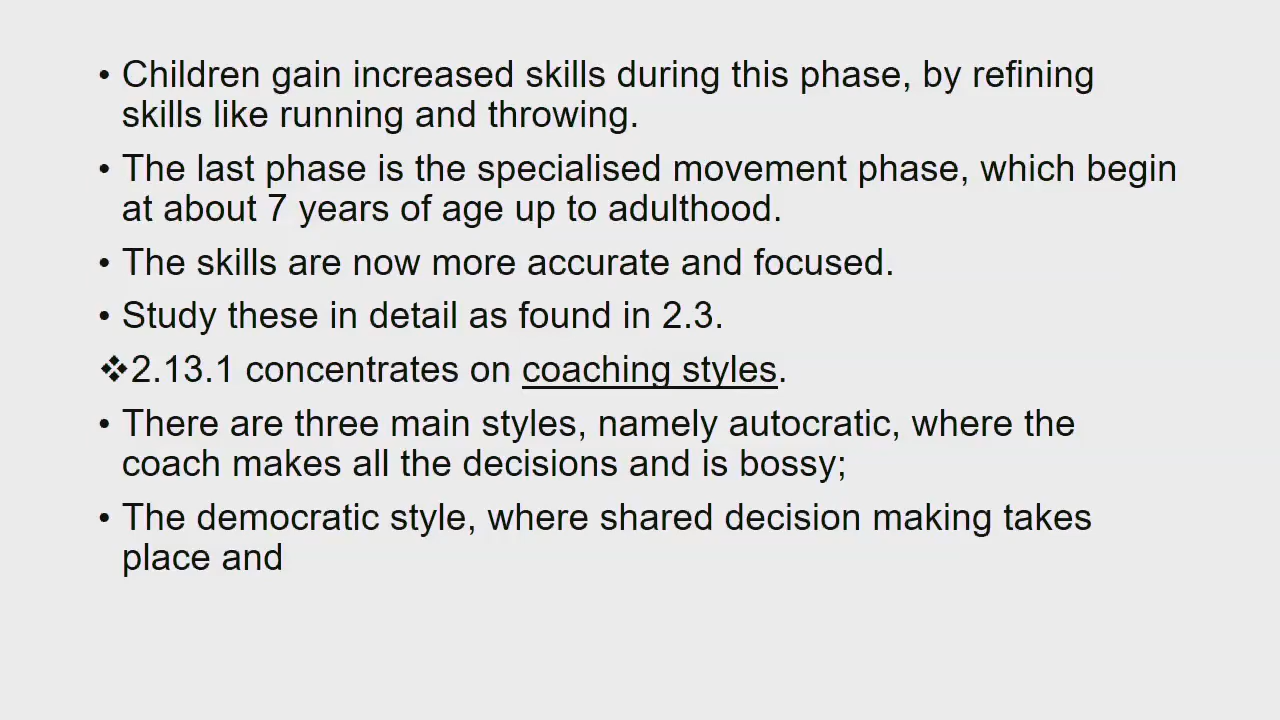 • Children gain increased skills during this phase, by refining
skills like running and throwing.
• The last phase is the specialised movement phase, which begin
at about 7 years of age up to adulthood.
• The skills are now more accurate and focused.
• Study these in detail as found in 2.3.
❖2.13.1 concentrates on coaching styles.
• There are three main styles, namely autocratic, where the
coach makes all the decisions and is bossy;
• The democratic style, where shared decision making takes
place and